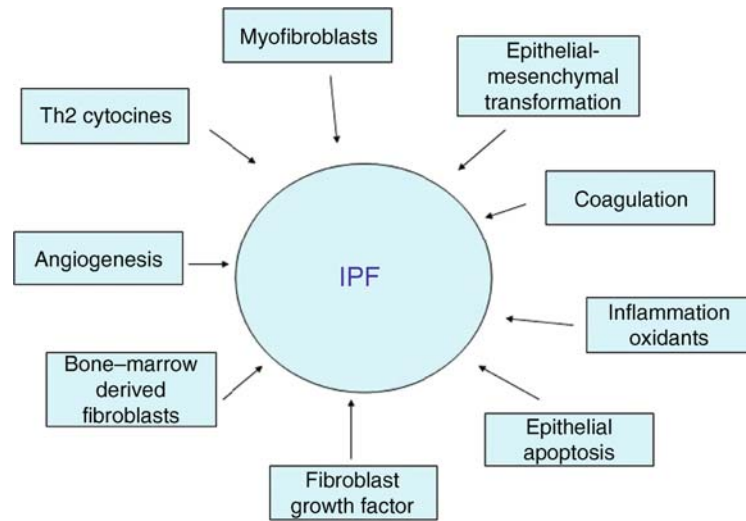 Myofibroblasts
Epithelial-
mesenchymal
transformation
Th2 cytocines
Coagulation
Angiogenesis
IPF
Inflammation
oxidants
Bone–marrow
derived
fibroblasts
Epithelial
apoptosis
Fibroblast
growth factor